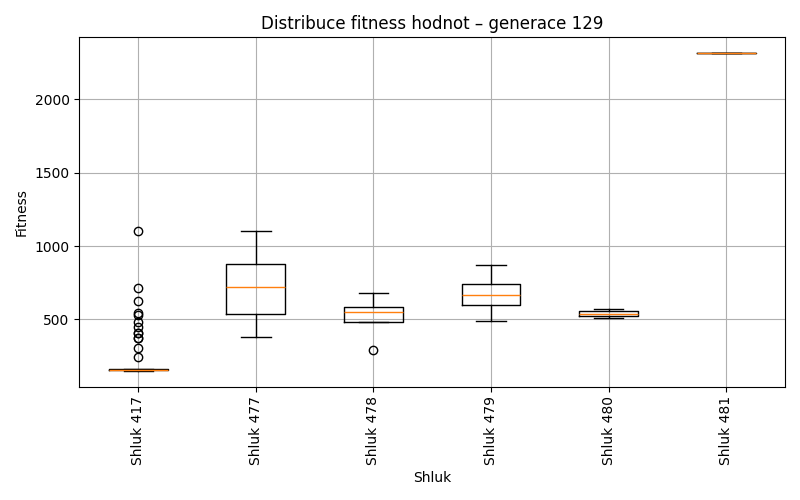 Distribuce fitness hodnot – generace 129
Fitness
2000
1500
1000
500
Shluk 417
Shluk 477
Shluk 478
Shluk 479
Shluk 480
Shluk 481
Shluk